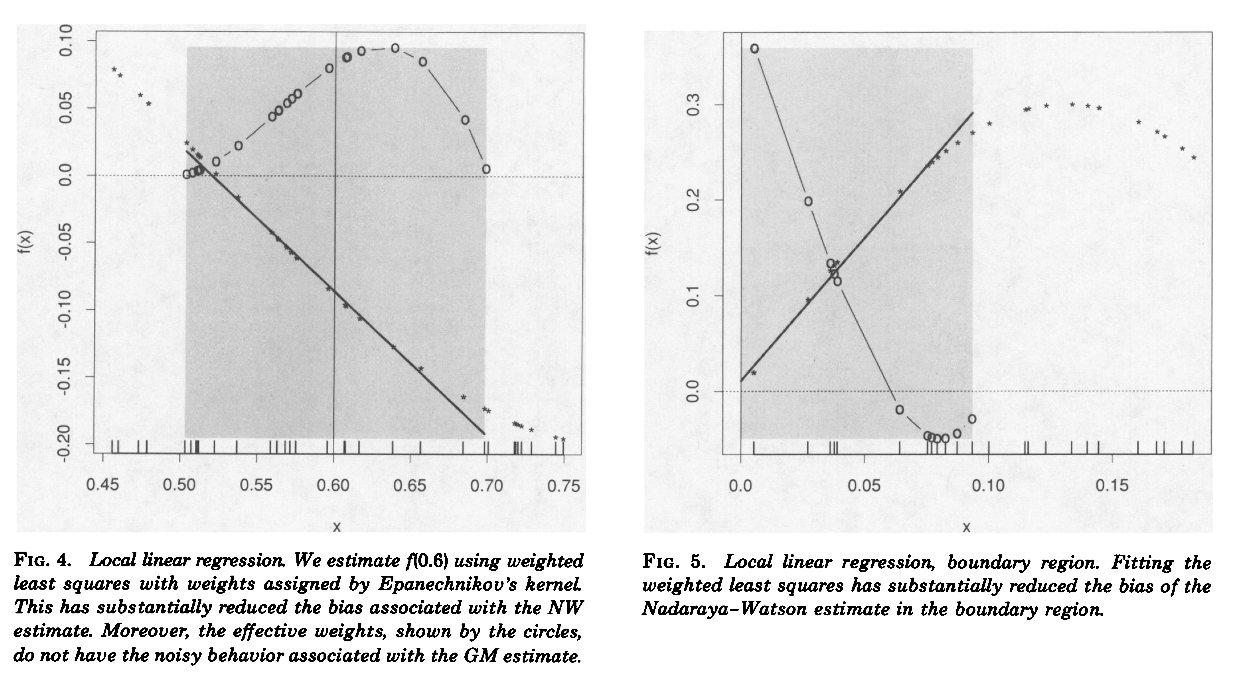 0.10
0.05
0.0
-0.05
-0.10
-0.15
-0.20
f(x)
0.45 0.50 0.55 0.60 0.65 0.70 0.75
x
FIG. 4. Local linear regression. We estimate f(0.6) using weighted
least squares with weights assigned by Epanechnikov's kernel.
This has substantially reduced the bias associated with the NW
estimate. Moreover, the effective weights, shown by the circles,
do not have the noisy behavior associated with the GM estimate.
0.3
0.2
0.1
0.0
f(x)
0.0 0.05 0.10 0.15
x
FIG. 5. Local linear regression, boundary region. Fitting the
weighted least squares has substantially reduced the bias of the
Nadaraya–Watson estimate in the boundary region.